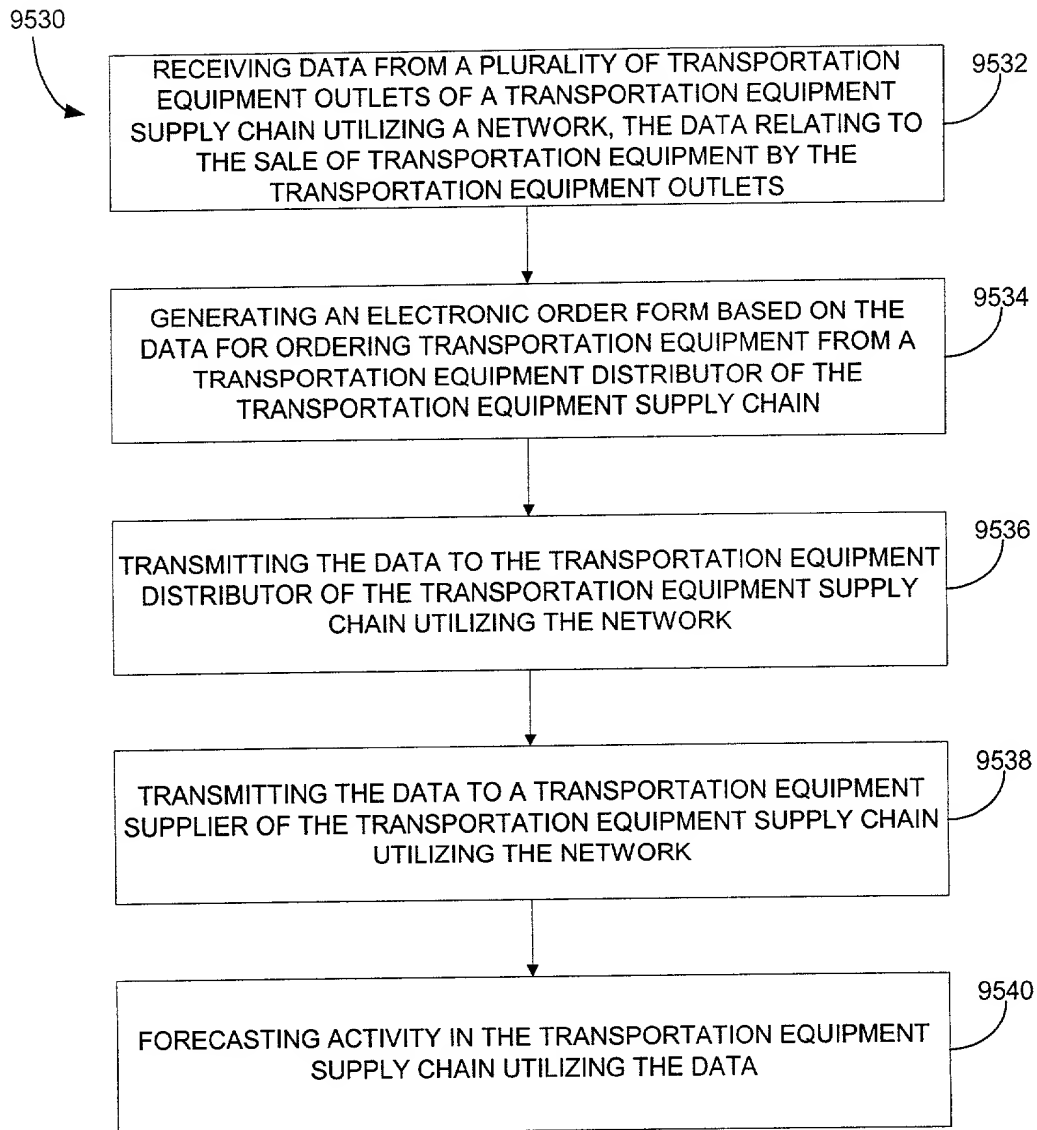 9530
RECEIVING DATA FROM A PLURALITY OF TRANSPORTATION
EQUIPMENT OUTLETS OF A TRANSPORTATION EQUIPMENT
SUPPLY CHAIN UTILIZING A NETWORK, THE DATA RELATING TO
THE SALE OF TRANSPORTATION EQUIPMENT BY THE
TRANSPORTATION EQUIPMENT OUTLETS
9532
GENERATING AN ELECTRONIC ORDER FORM BASED ON THE
DATA FOR ORDERING TRANSPORTATION EQUIPMENT FROM A
TRANSPORTATION EQUIPMENT DISTRIBUTOR OF THE
TRANSPORTATION EQUIPMENT SUPPLY CHAIN
9534
TRANSMITTING THE DATA TO THE TRANSPORTATION EQUIPMENT
DISTRIBUTOR OF THE TRANSPORTATION EQUIPMENT SUPPLY
CHAIN UTILIZING THE NETWORK
9536
TRANSMITTING THE DATA TO A TRANSPORTATION EQUIPMENT
SUPPLIER OF THE TRANSPORTATION EQUIPMENT SUPPLY CHAIN
UTILIZING THE NETWORK
9538
FORECASTING ACTIVITY IN THE TRANSPORTATION EQUIPMENT
SUPPLY CHAIN UTILIZING THE DATA
9540